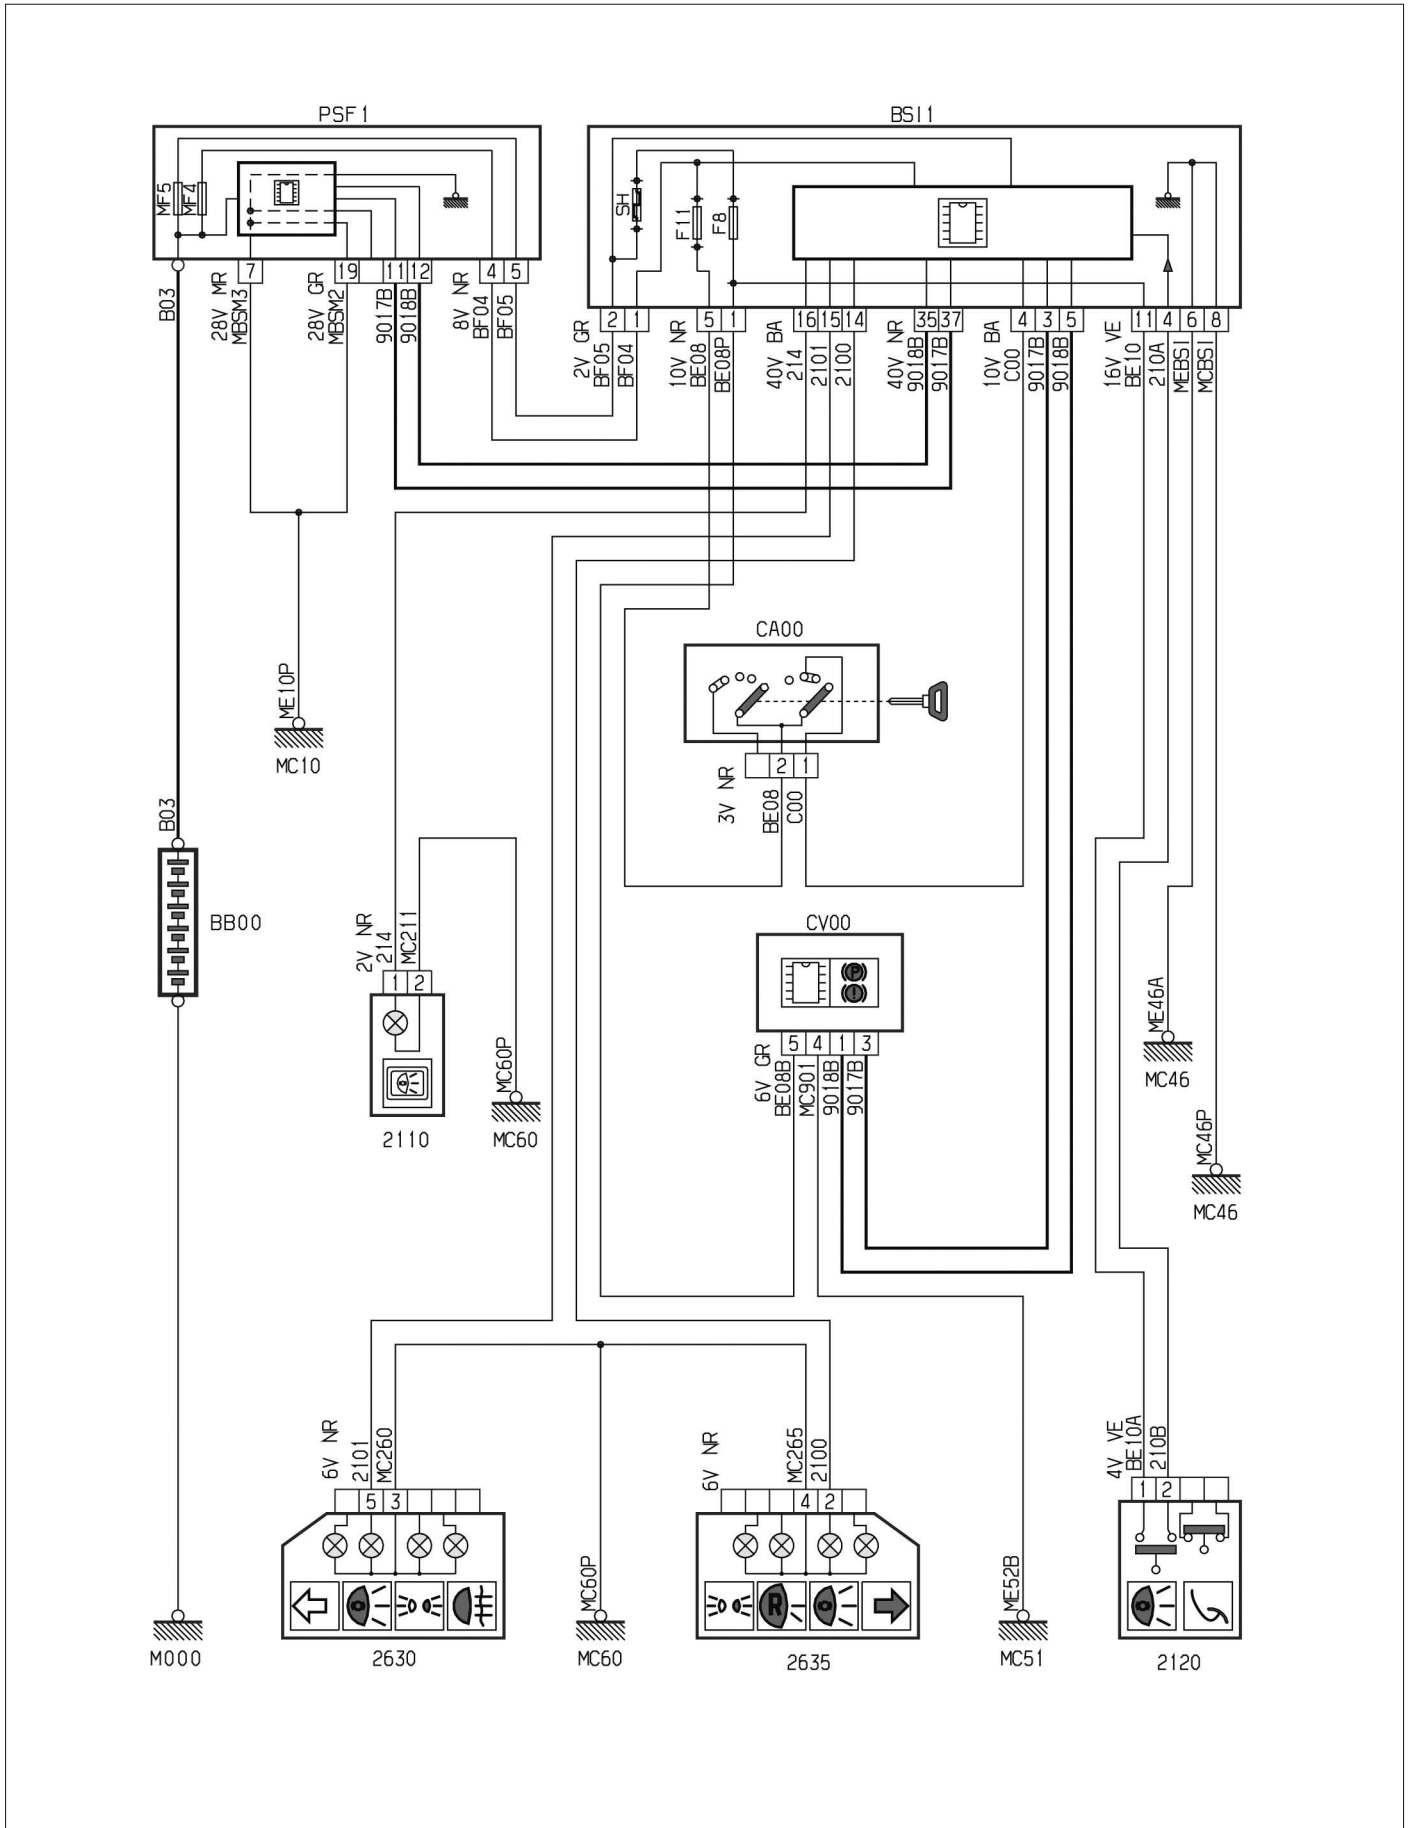 PSF1
BSI1
MF5
MF4
SH
F11
F8
7
19
11
12
4
5
2
1
5
1
16
15
14
35
37
4
3
5
11
4
6
8
B03
28V MR
MBSM3
28V GR
MBSM2
9017B
9018B
8V NR
BF04
BF05
2V GR
BF05
BF04
10V NR
BE08
BE08P
40V BA
214
2101
2100
40V NR
9018B
9017B
10V BA
C00
9017B
9018B
16V VE
BE10
210A
MEBSI
MCBSI
CA00
ME10P
MC10
2
1
3V NR
BE08
C00
B03
BB00
2V NR
214
MC211
1
2
CV00
P
!
5
4
1
3
6V GR
BE08B
MC901
9018B
9017B
MC60P
MC60
2110
ME46A
MC46
MC46P
MC46
6V NR
2101
MC260
5
3
6V NR
MC265
2100
4
2
R
4V VE
BE10A
210B
1
2
M000
2630
MC60P
MC60
2635
ME52B
MC51
2120